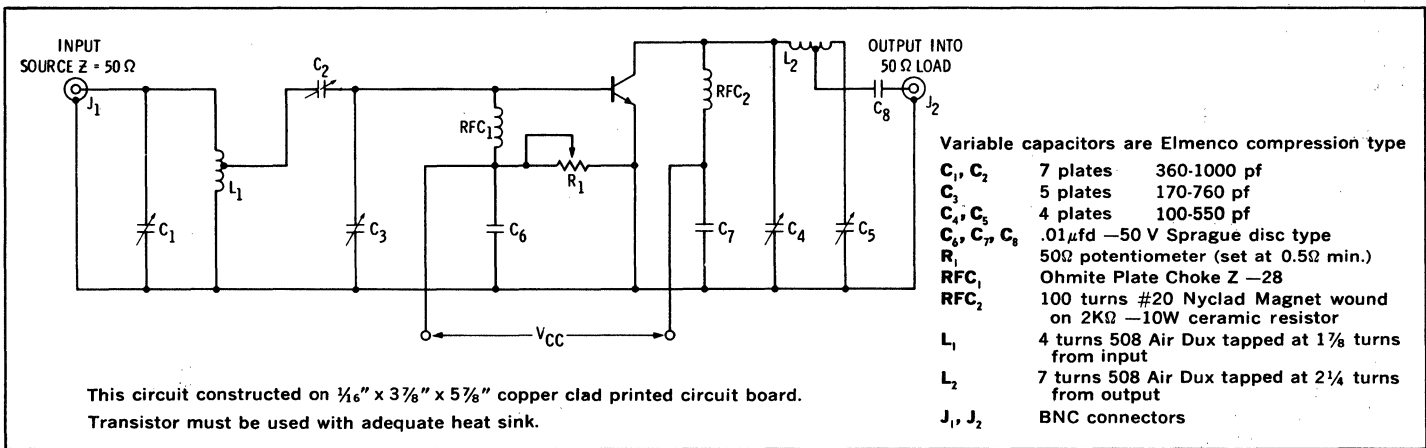 INPUT
SOURCE Z = 50 Ω
J1
C1
L1
C2
C3
RFC1
R1
C6
VCC
RFC2
C7
C4
L2
C5
C8
OUTPUT INTO
50 Ω LOAD
J2
Variable capacitors are Elmenco compression type
C1, C2 7 plates 360-1000 pf
C3 5 plates 170-760 pf
C4, C5 4 plates 100-550 pf
C6, C7, C8 .01μfd —50 V Sprague disc type
R1 50Ω potentiometer (set at 0.5Ω min.)
RFC1 Ohmite Plate Choke Z —28
RFC2 100 turns #20 Nyclad Magnet wound
on 2KΩ —10W ceramic resistor
L1 4 turns 508 Air Dux tapped at 1⅞ turns
from input
L2 7 turns 508 Air Dux tapped at 2¼ turns
from output
J1, J2 BNC connectors
This circuit constructed on 1/16" x 3⅞" x 5⅞" copper clad printed circuit board.
Transistor must be used with adequate heat sink.